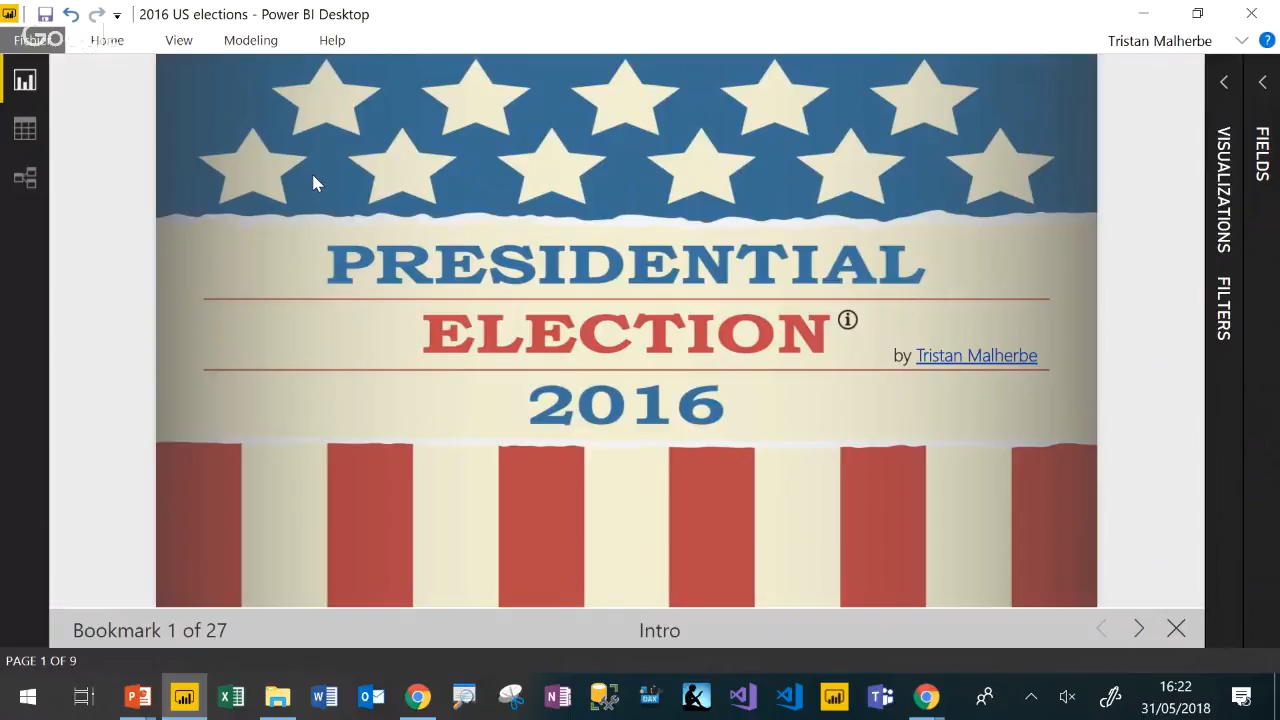 2016 US elections - Power BI Desktop
Go
Home
View
Modeling
Help
Tristan Malherbe
?
VISUALIZATIONS
FILTERS
FIELDS
PRESIDENTIAL
ELECTION
by Tristan Malherbe
2016
Bookmark 1 of 27
Intro
PAGE 1 OF 9
16:22
31/05/2018